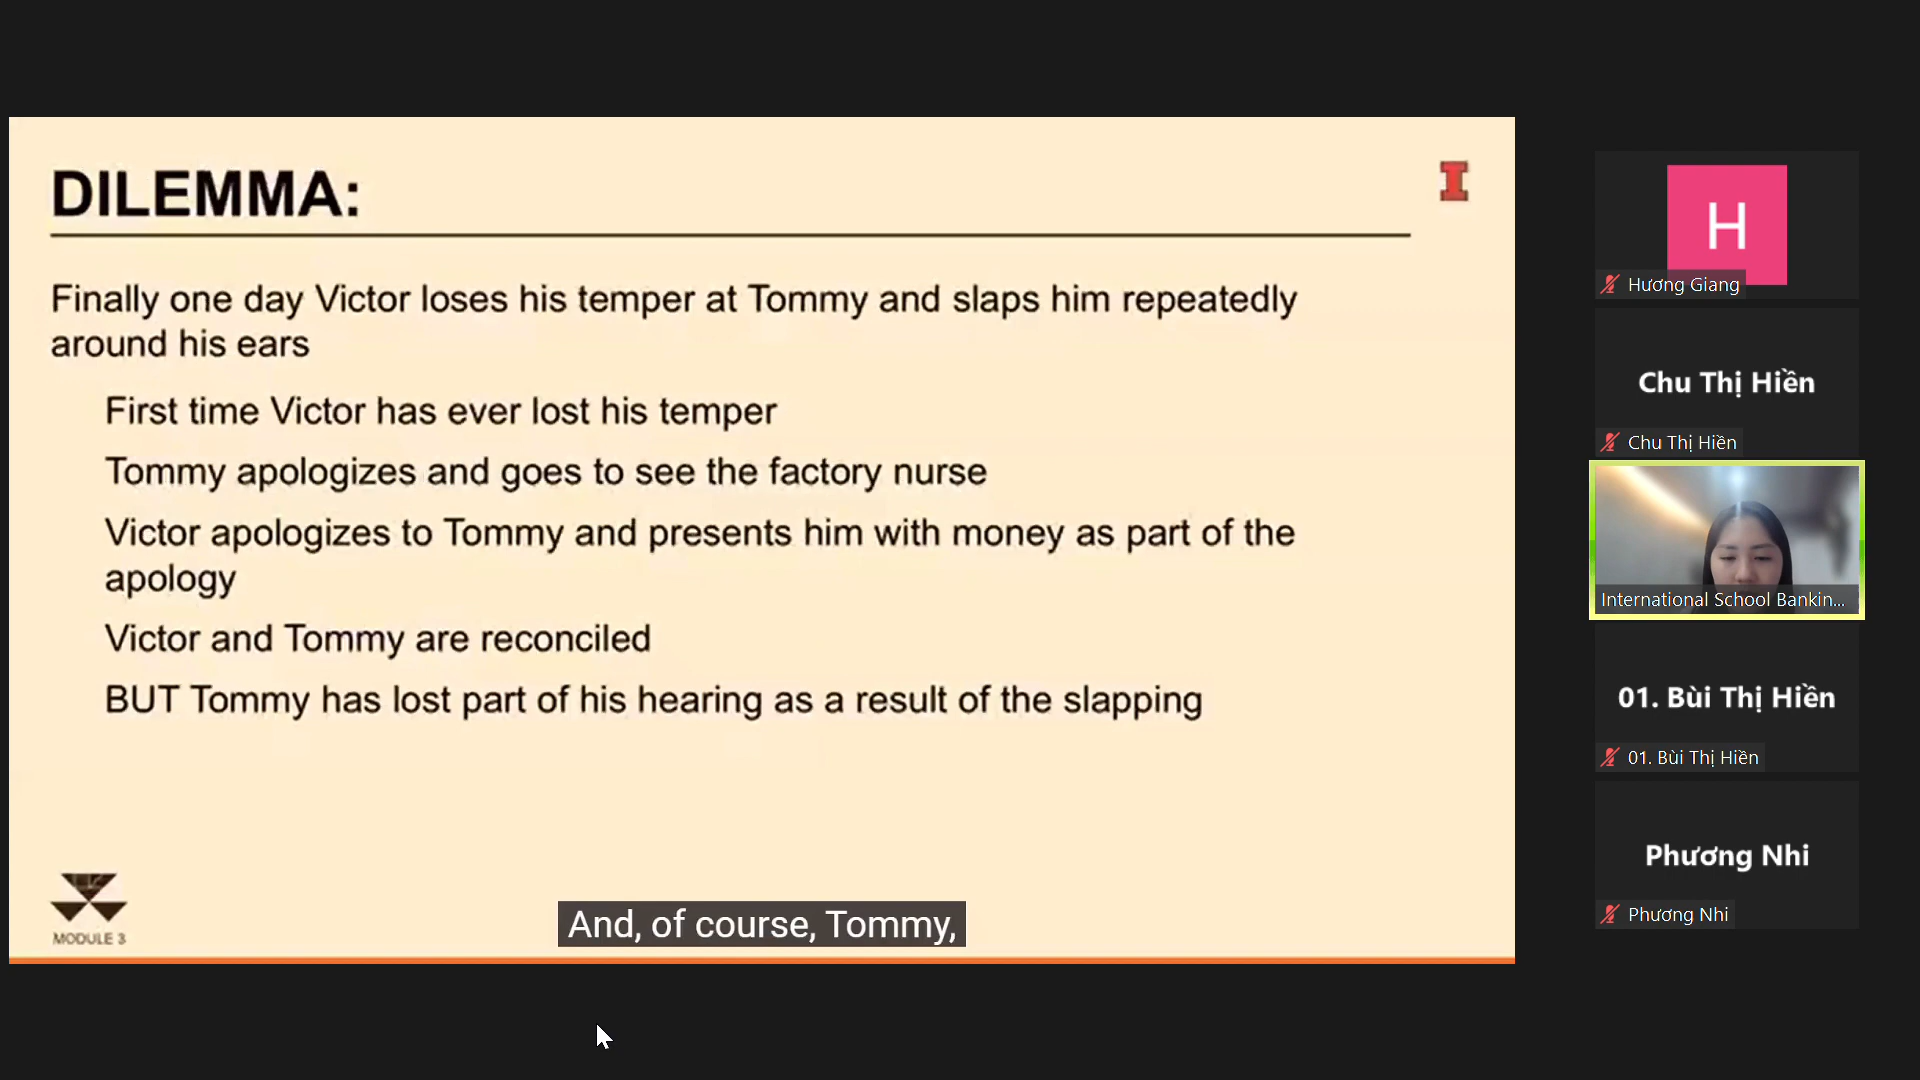 DILEMMA:
Finally one day Victor loses his temper at Tommy and slaps him repeatedly
around his ears
First time Victor has ever lost his temper
Tommy apologizes and goes to see the factory nurse
Victor apologizes to Tommy and presents him with money as part of the
apology
Victor and Tommy are reconciled
BUT Tommy has lost part of his hearing as a result of the slapping
MODULE 3
And, of course, Tommy,
H
Hương Giang
Chu Thị Hiền
Chu Thị Hiền
International School Bankin...
01. Bùi Thị Hiền
01. Bùi Thị Hiền
Phương Nhi
Phương Nhi